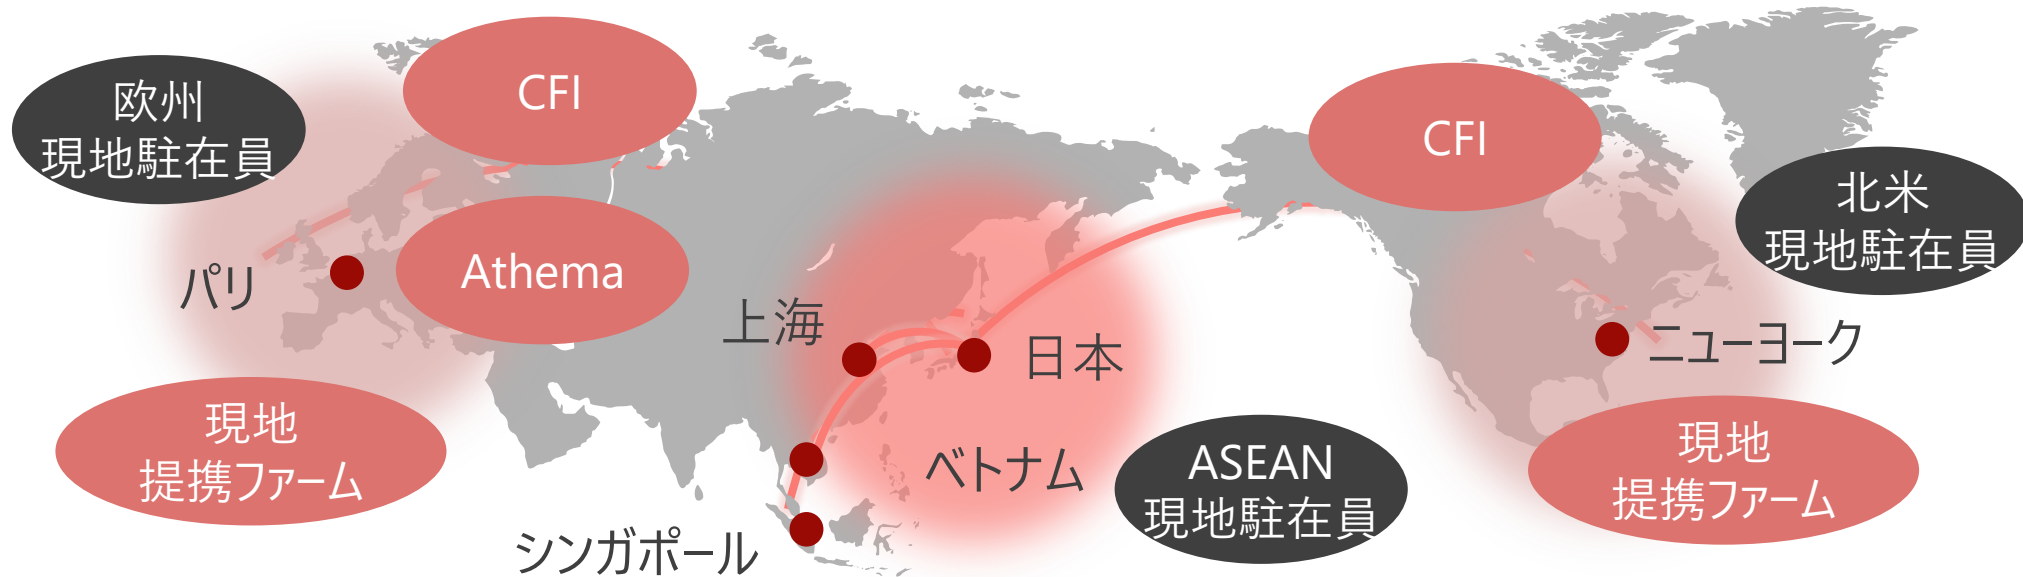 欧州
現地駐在員
CFI
Athema
パリ
現地
提携ファーム
上海
日本
ベトナム
シンガポール
ASEAN
現地駐在員
CFI
北米
現地駐在員
ニューヨーク
現地
提携ファーム